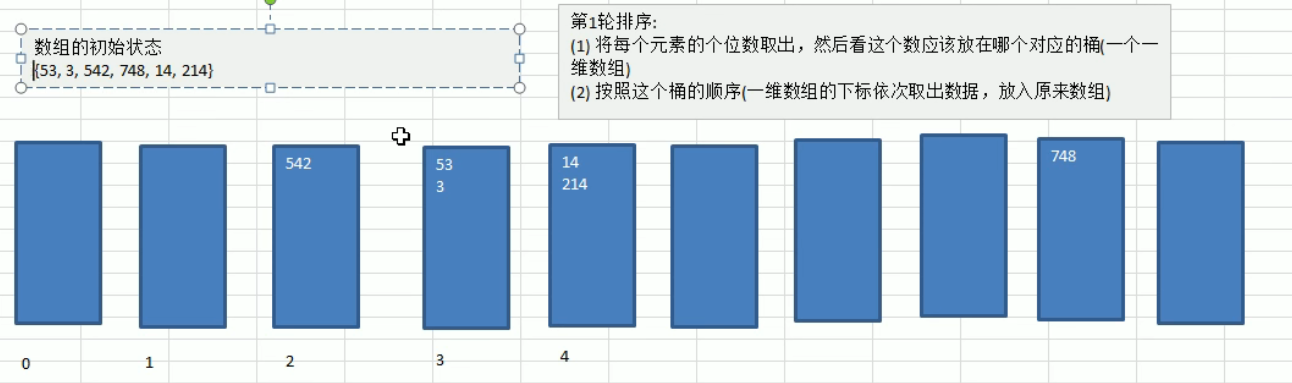 数组的初始状态
{53, 3, 542, 748, 14, 214}
第1轮排序:
(1) 将每个元素的个位数取出，然后看这个数应该放在哪个对应的桶(一个一
维数组)
(2) 按照这个桶的顺序(一维数组的下标依次取出数据，放入原来数组)
542
53
3
14
214
748
0
1
2
3
4